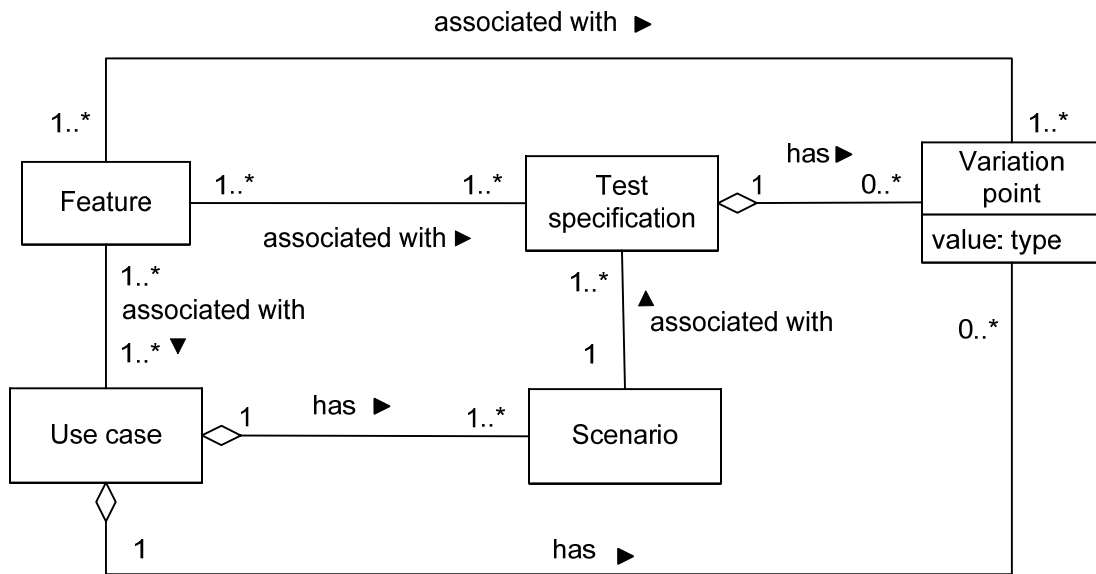 associated with ►
1..*
1..*
Feature
1..*
1..*
associated with ►
Test
specification
1
has ►
0..*
Variation
point
value: type
1..*
associated with
1..* ▼
1..*
▲
associated with
1
0..*
Use case
1
has ►
1..*
Scenario
1
has ►